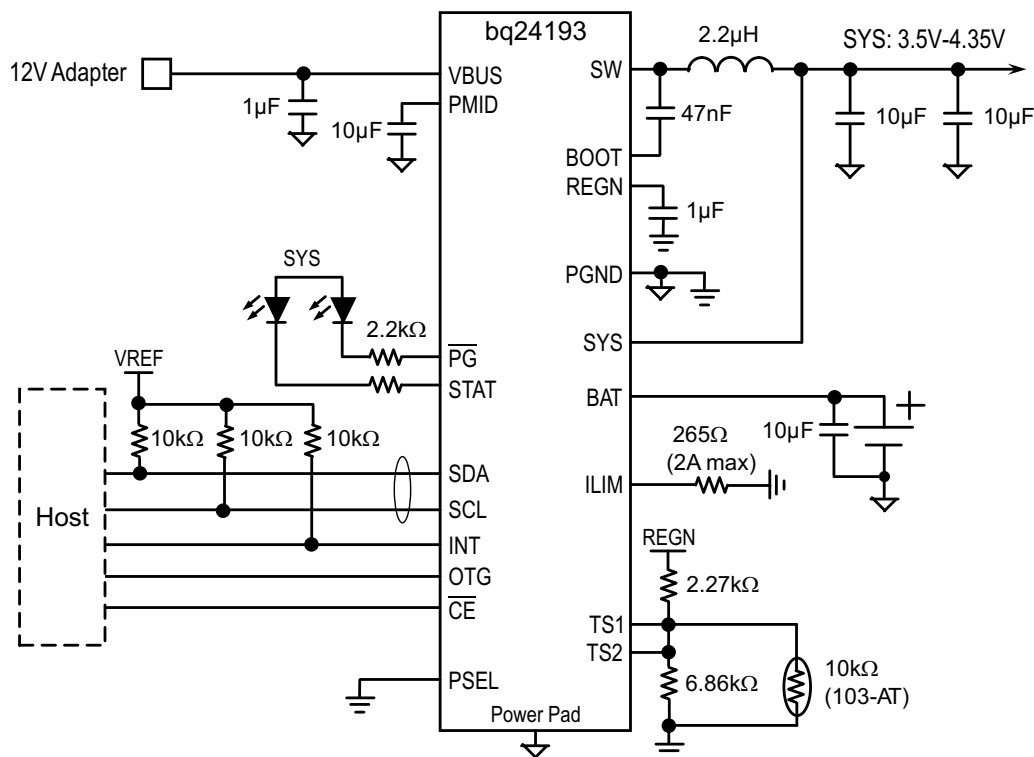 bq24193
2.2µH
SYS: 3.5V-4.35V
12V Adapter
VBUS
SW
1µF
PMID
10µF
47nF
10µF
10µF
BOOT
REGN
1µF
SYS
PGND
2.2kΩ
PG
SYS
VREF
STAT
BAT
10kΩ
10kΩ
10kΩ
265Ω
(2A max)
10µF
SDA
ILIM
Host
SCL
INT
REGN
OTG
2.27kΩ
CE
TS1
TS2
PSEL
6.86kΩ
10kΩ
(103-AT)
Power Pad